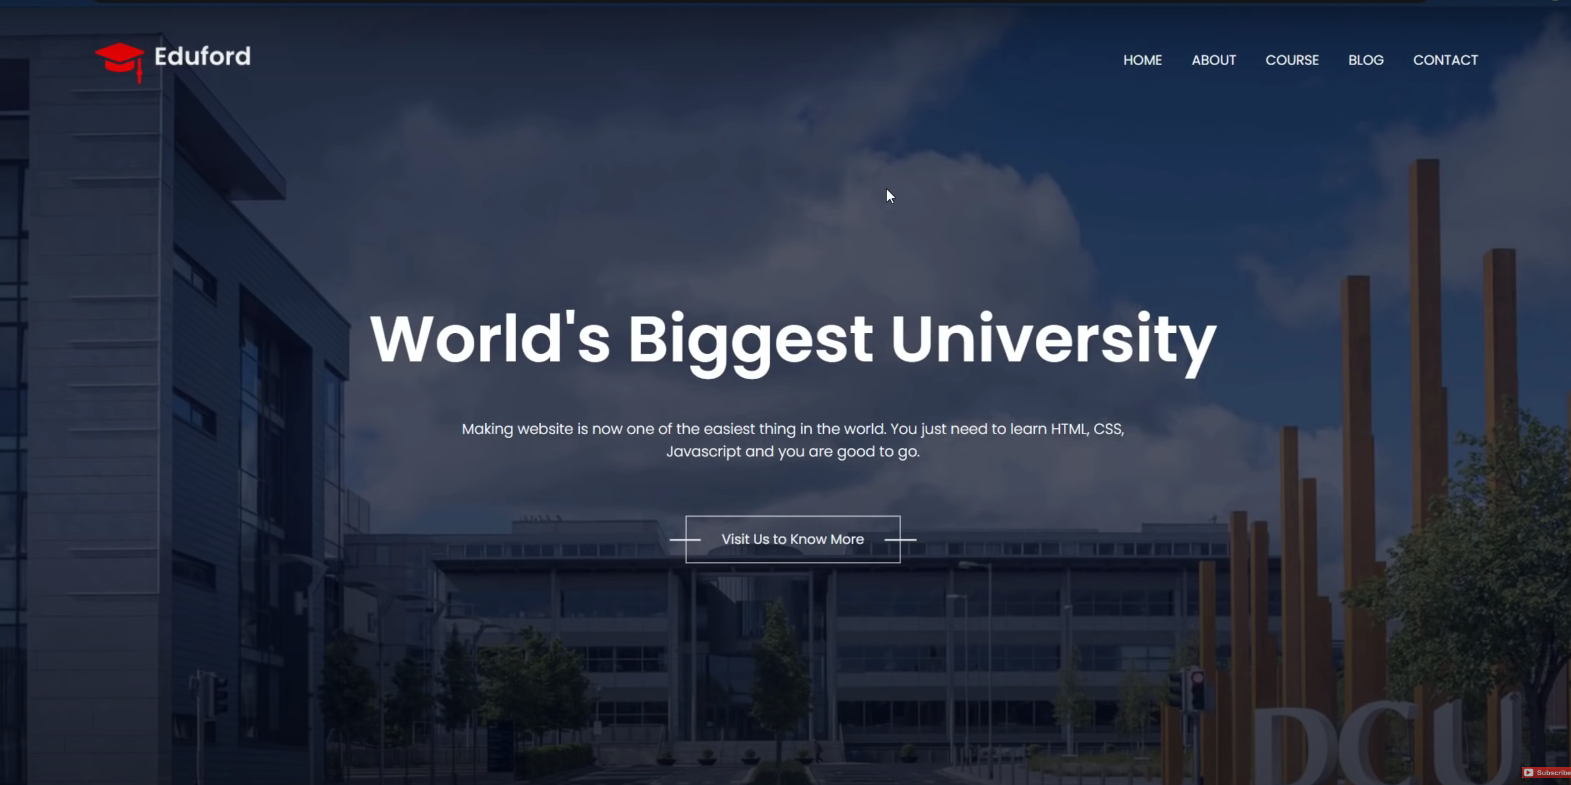 Eduford
HOME ABOUT COURSE BLOG CONTACT
World's Biggest University
Making website is now one of the easiest thing in the world. You just need to learn HTML, CSS,
Javascript and you are good to go.
Visit Us to Know More
DCU
Subscribe